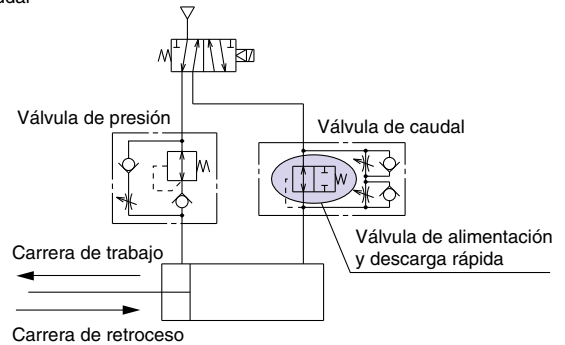 Válvula de presión
Válvula de caudal
Válvula de alimentación
y descarga rápida
Carrera de trabajo
Carrera de retroceso